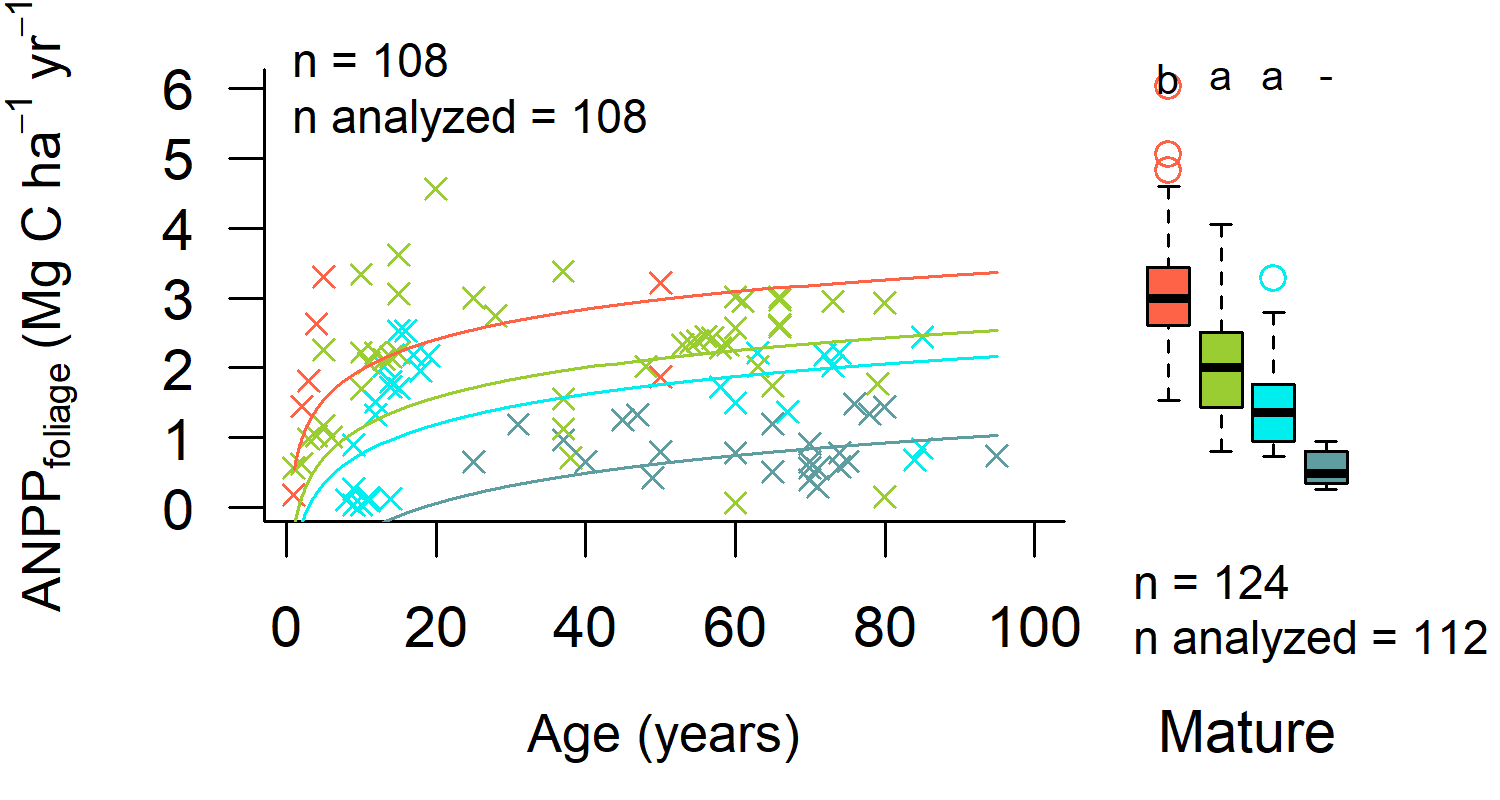 ANPPfoliage (Mg C ha−1 yr−1
n = 108
n analyzed = 108
6
5
4
3
2
1
0
0 20 40 60 80 100
Age (years)
b a a -
n = 124
n analyzed = 112
Mature